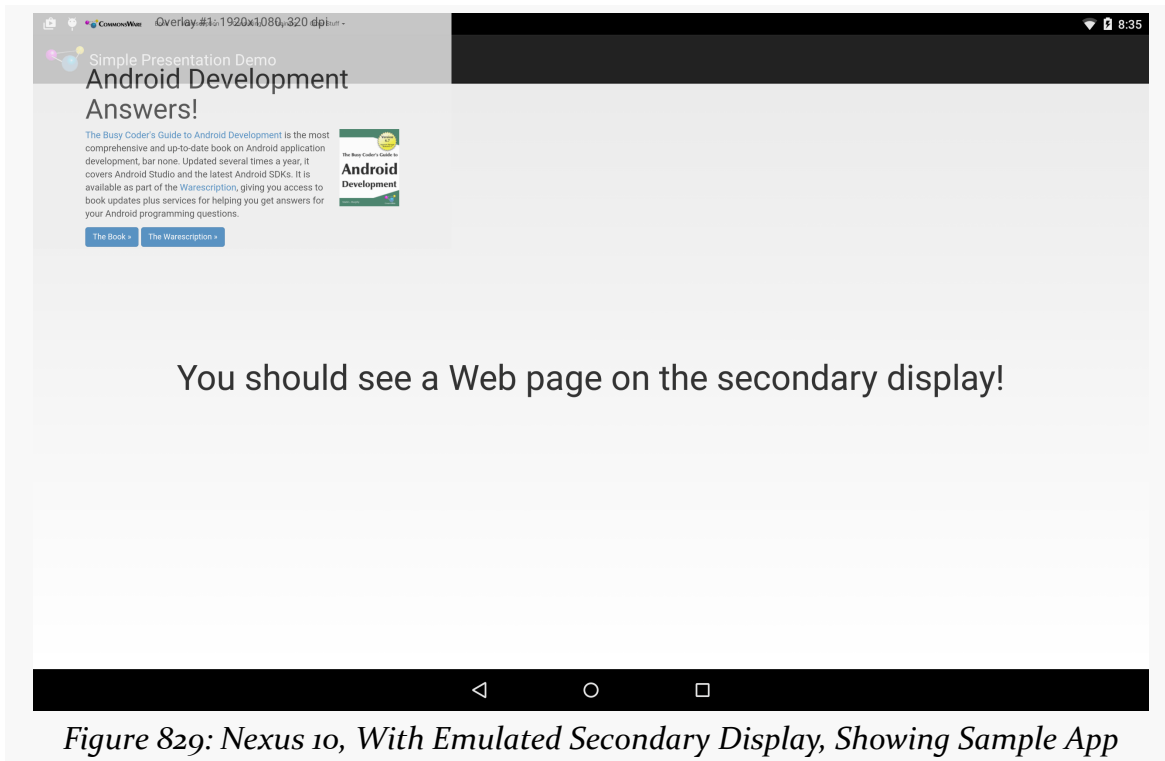 COMMONSWARE
Overlay #1: 1920x1080, 320 dpi
8:35
Simple Presentation Demo
Android Development
Answers!
The Busy Coder's Guide to Android Development is the most
comprehensive and up-to-date book on Android application
development, bar none. Updated several times a year, it
covers Android Studio and the latest Android SDKs. It is
available as part of the Warescription, giving you access to
book updates plus services for helping you get answers for
your Android programming questions.
The Busy Coder's Guide to
Android
Development
The Book »
The Warescription »
You should see a Web page on the secondary display!
Figure 829: Nexus 10, With Emulated Secondary Display, Showing Sample App